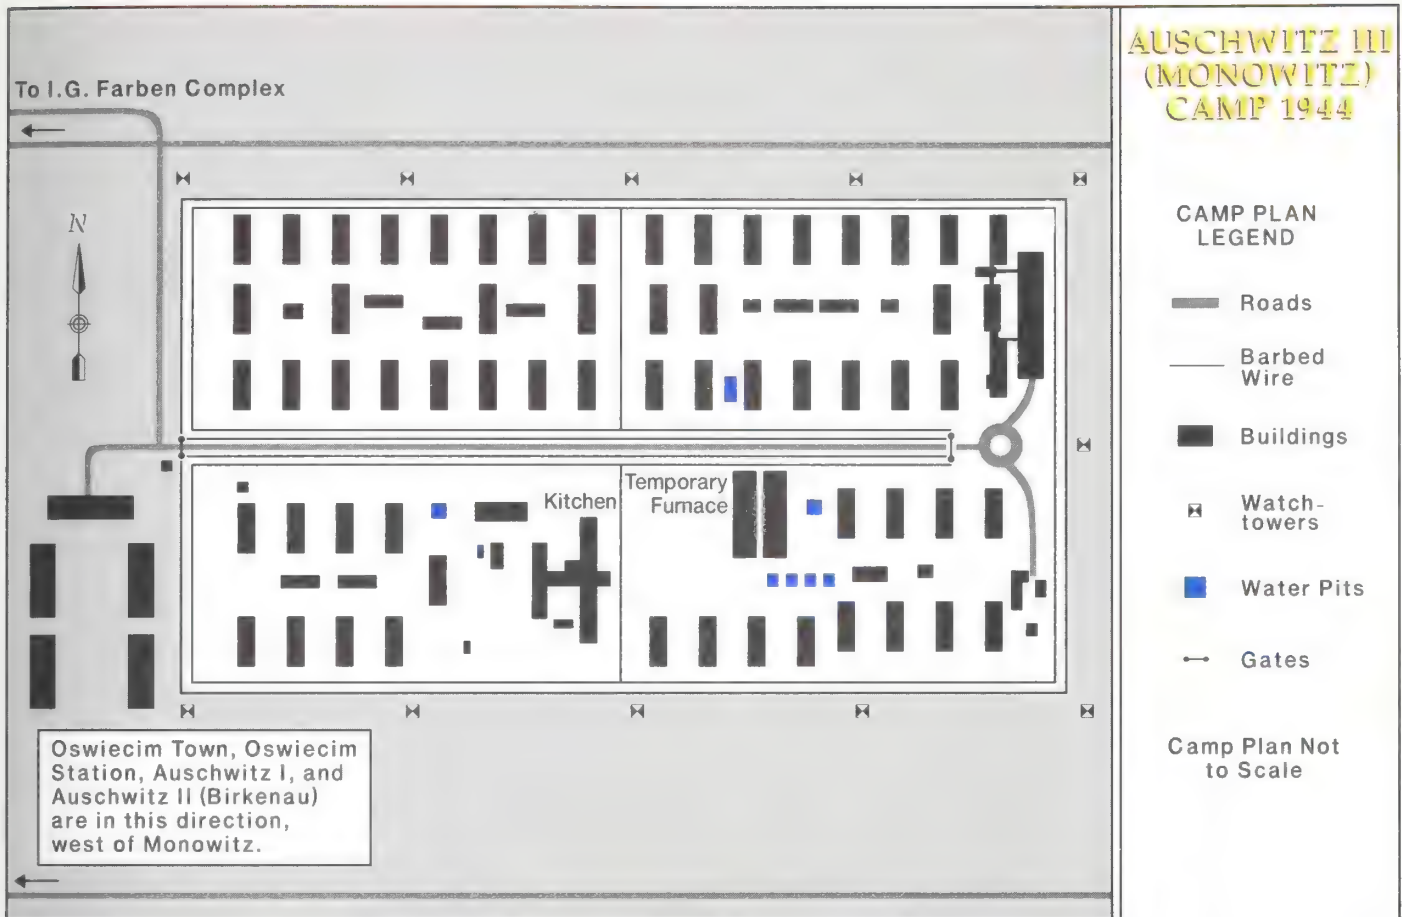 To I.G. Farben Complex
N
Kitchen
Temporary
Furnace
Oswiecim Town, Oswiecim
Station, Auschwitz I, and
Auschwitz II (Birkenau)
are in this direction,
west of Monowitz.
AUSCHWITZ III
(MONOWITZ)
CAMP 1944
CAMP PLAN
LEGEND
Roads
Barbed
Wire
Buildings
Watch-
towers
Water Pits
Gates
Camp Plan Not
to Scale